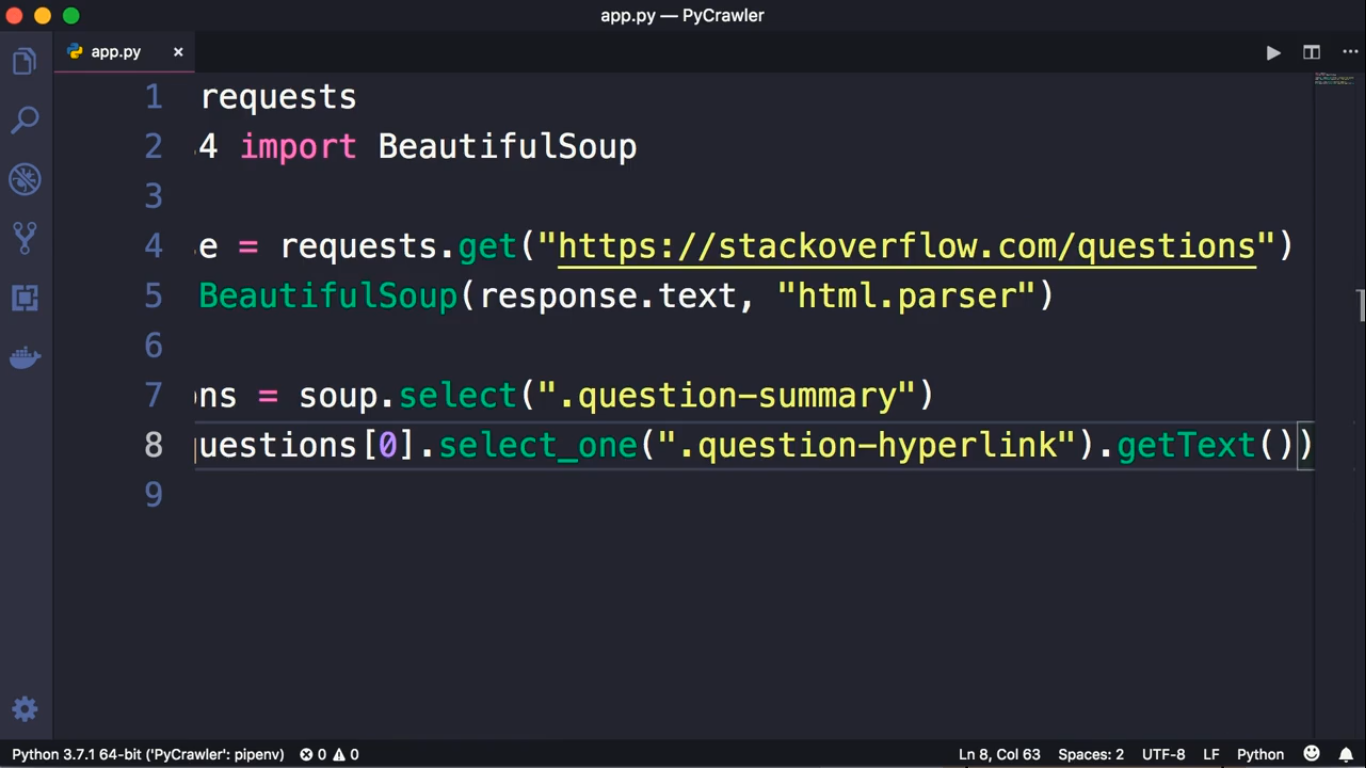 app.py — PyCrawler
app.py
1 requests
2 4 import BeautifulSoup
3
4 e = requests.get("https://stackoverflow.com/questions")
5 BeautifulSoup(response.text, "html.parser")
6
7 ns = soup.select(".question-summary")
8 uestions[0].select_one(".question-hyperlink").getText())
9
Python 3.7.1 64-bit ('PyCrawler': pipenv) 0 0 Ln 8, Col 63 Spaces: 2 UTF-8 LF Python